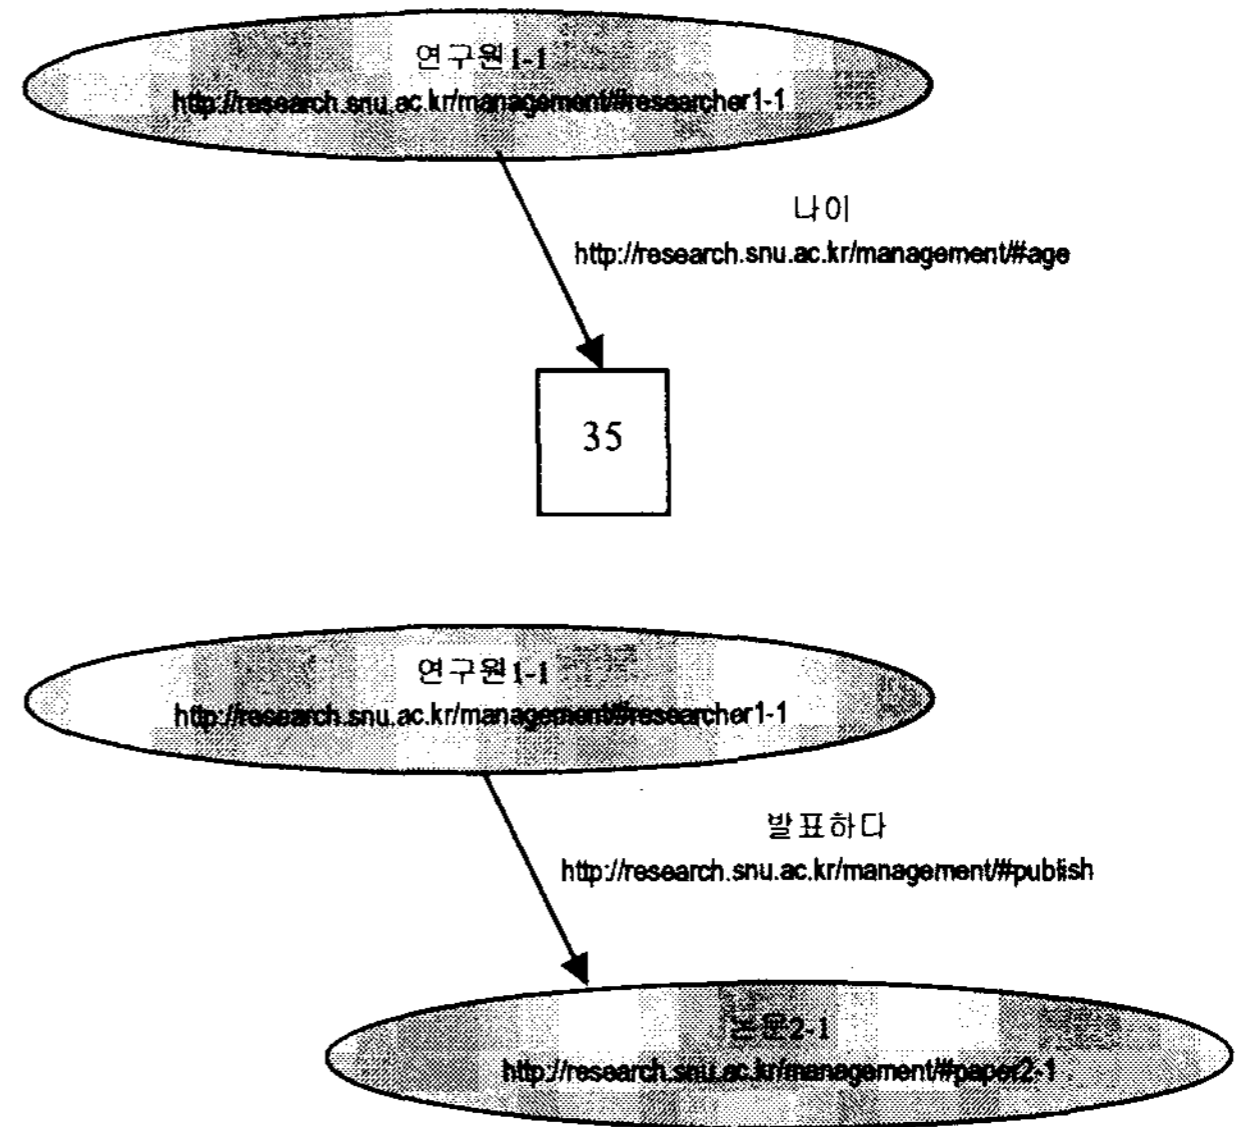 연구원1-1
http://research.snu.ac.kr/management/#researcher1-1
나이
http://research.snu.ac.kr/management/#age
35
연구원1-1
http://research.snu.ac.kr/management/#researcher1-1
발표하다
http://research.snu.ac.kr/management/#publish
논문2-1
http://research.snu.ac.kr/management/#paper2-1